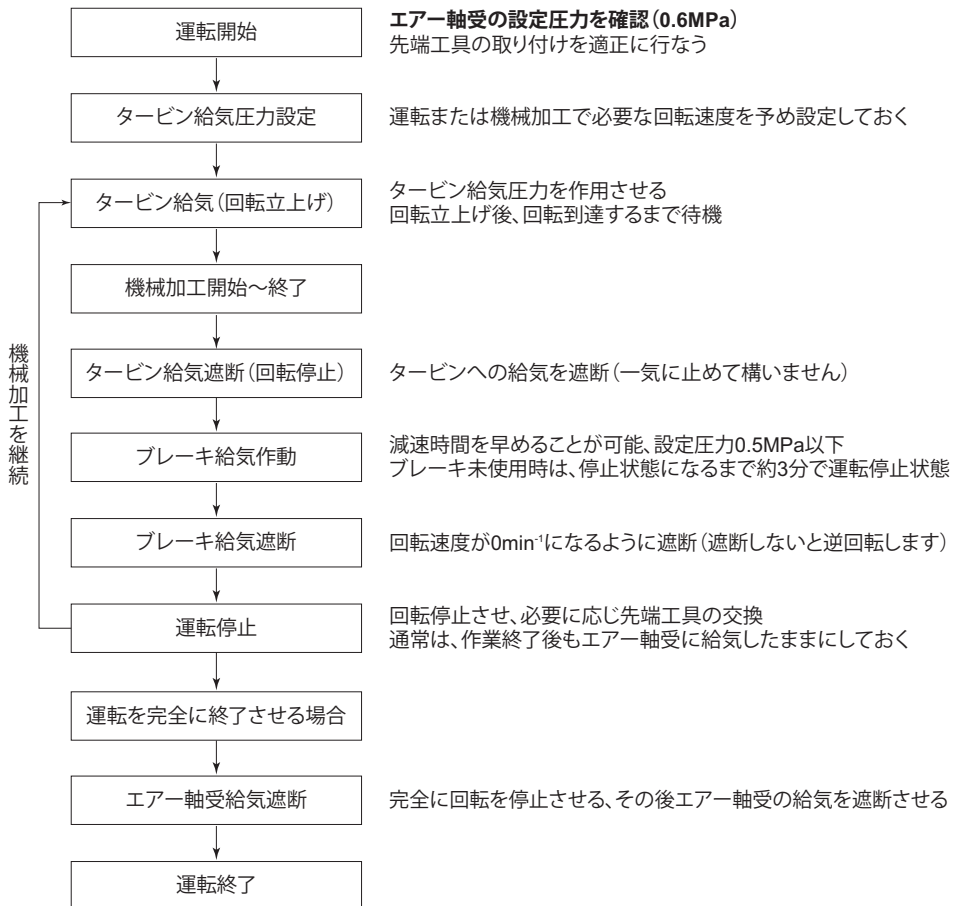 運転開始
エアー軸受の設定圧力を確認（0.6MPa）
先端工具の取り付けを適正に行なう
タービン給気圧力設定
運転または機械加工で必要な回転速度を予め設定しておく
タービン給気（回転立上げ）
タービン給気圧力を作用させる
回転立上げ後、回転到達するまで待機
機械加工開始～終了
機械加工を継続
タービン給気遮断（回転停止）
タービンへの給気を遮断（一気に止めて構いません）
ブレーキ給気作動
減速時間を早めることが可能、設定圧力0.5MPa以下
ブレーキ未使用時は、停止状態になるまで約3分で運転停止状態
ブレーキ給気遮断
回転速度が0min⁻¹になるように遮断（遮断しないと逆回転します）
運転停止
回転停止させ、必要に応じ先端工具の交換
通常は、作業終了後もエアー軸受に給気したままにしておく
運転を完全に終了させる場合
エアー軸受給気遮断
完全に回転を停止させる、その後エアー軸受の給気を遮断させる
運転終了